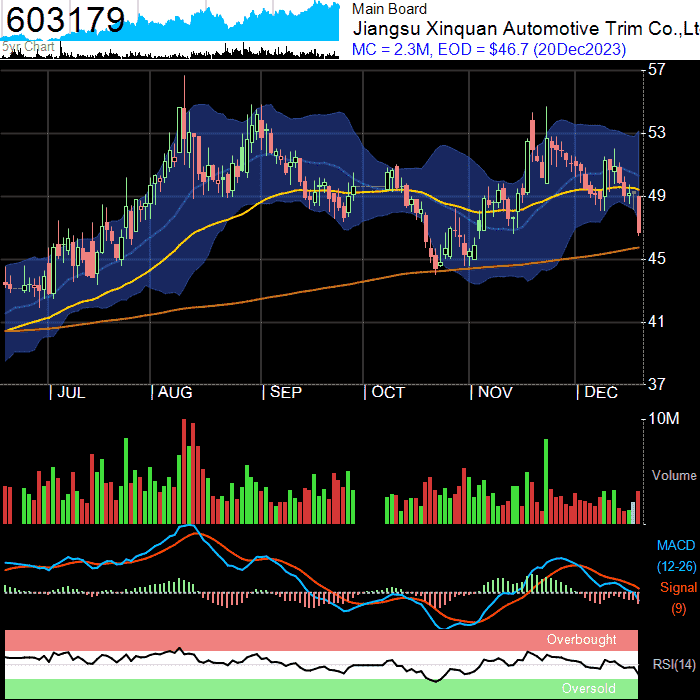 603179
5yr Chart
Main Board
Jiangsu Xinquan Automotive Trim Co.,Lt
MC = 2.3M, EOD = $46.7 (20Dec2023)
57
53
49
45
41
37
| JUL | AUG | SEP | OCT | NOV | DEC
10M
Volume
MACD
(12-26)
Signal
(9)
Overbought
RSI(14)
Oversold